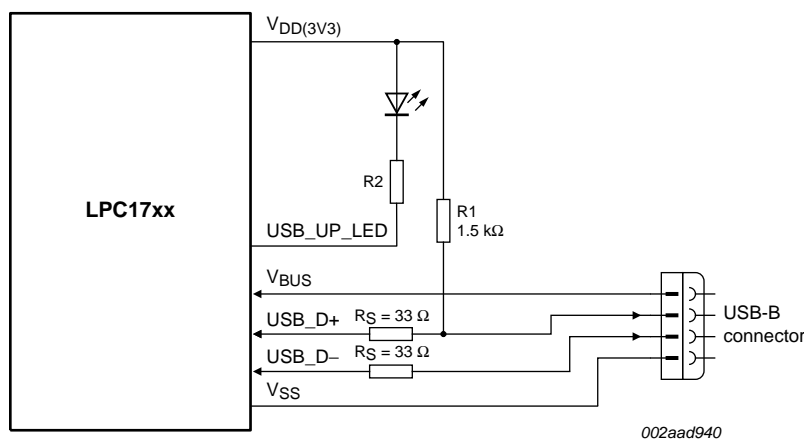 VDD(3V3)
R2
LPC17xx
R1
1.5 kΩ
USB_UP_LED
VBUS
USB_D+
RS = 33 Ω
USB-B
connector
USB_D−
RS = 33 Ω
VSS
002aad940